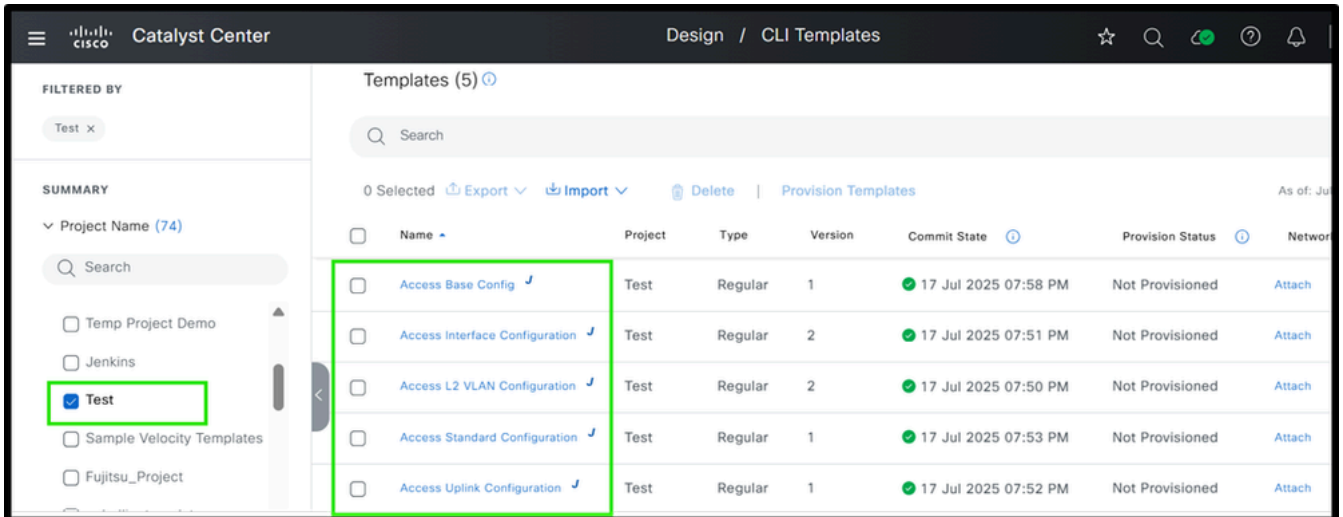 cisco Catalyst Center Design / CLI Templates
FILTERED BY
Test ×
SUMMARY
Project Name (74)
Search
Temp Project Demo
Jenkins
Test
Sample Velocity Templates
Fujitsu_Project
Templates (5)
Search
0 Selected Export Import Delete | Provision Templates As of:
Name Project Type Version Commit State Provision Status
Access Base Config J Test Regular 1 17 Jul 2025 07:58 PM Not Provisioned Attach
Access Interface Configuration J Test Regular 2 17 Jul 2025 07:51 PM Not Provisioned Attach
Access L2 VLAN Configuration J Test Regular 2 17 Jul 2025 07:50 PM Not Provisioned Attach
Access Standard Configuration J Test Regular 1 17 Jul 2025 07:53 PM Not Provisioned Attach
Access Uplink Configuration J Test Regular 1 17 Jul 2025 07:52 PM Not Provisioned Attach